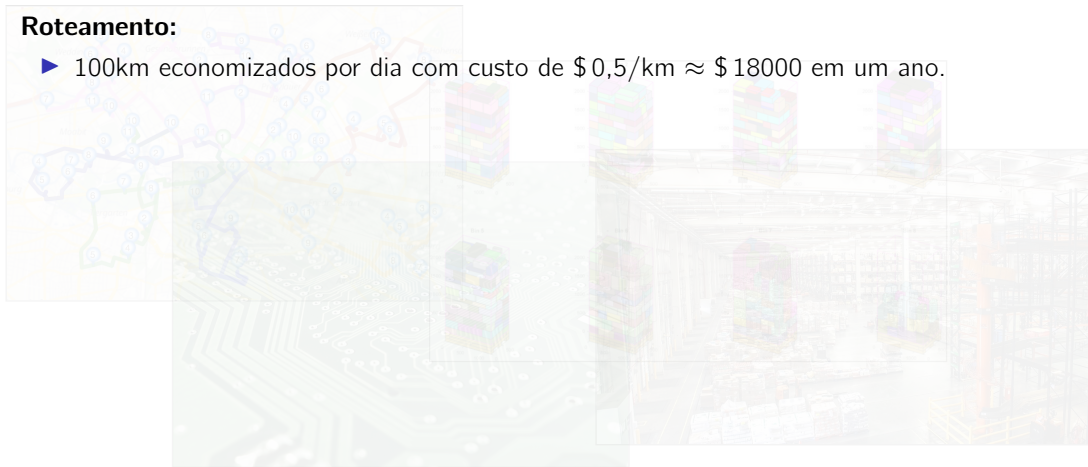 Roteamento:
▶ 100km economizados por dia com custo de $ 0,5/km ≈ $ 18000 em um ano.